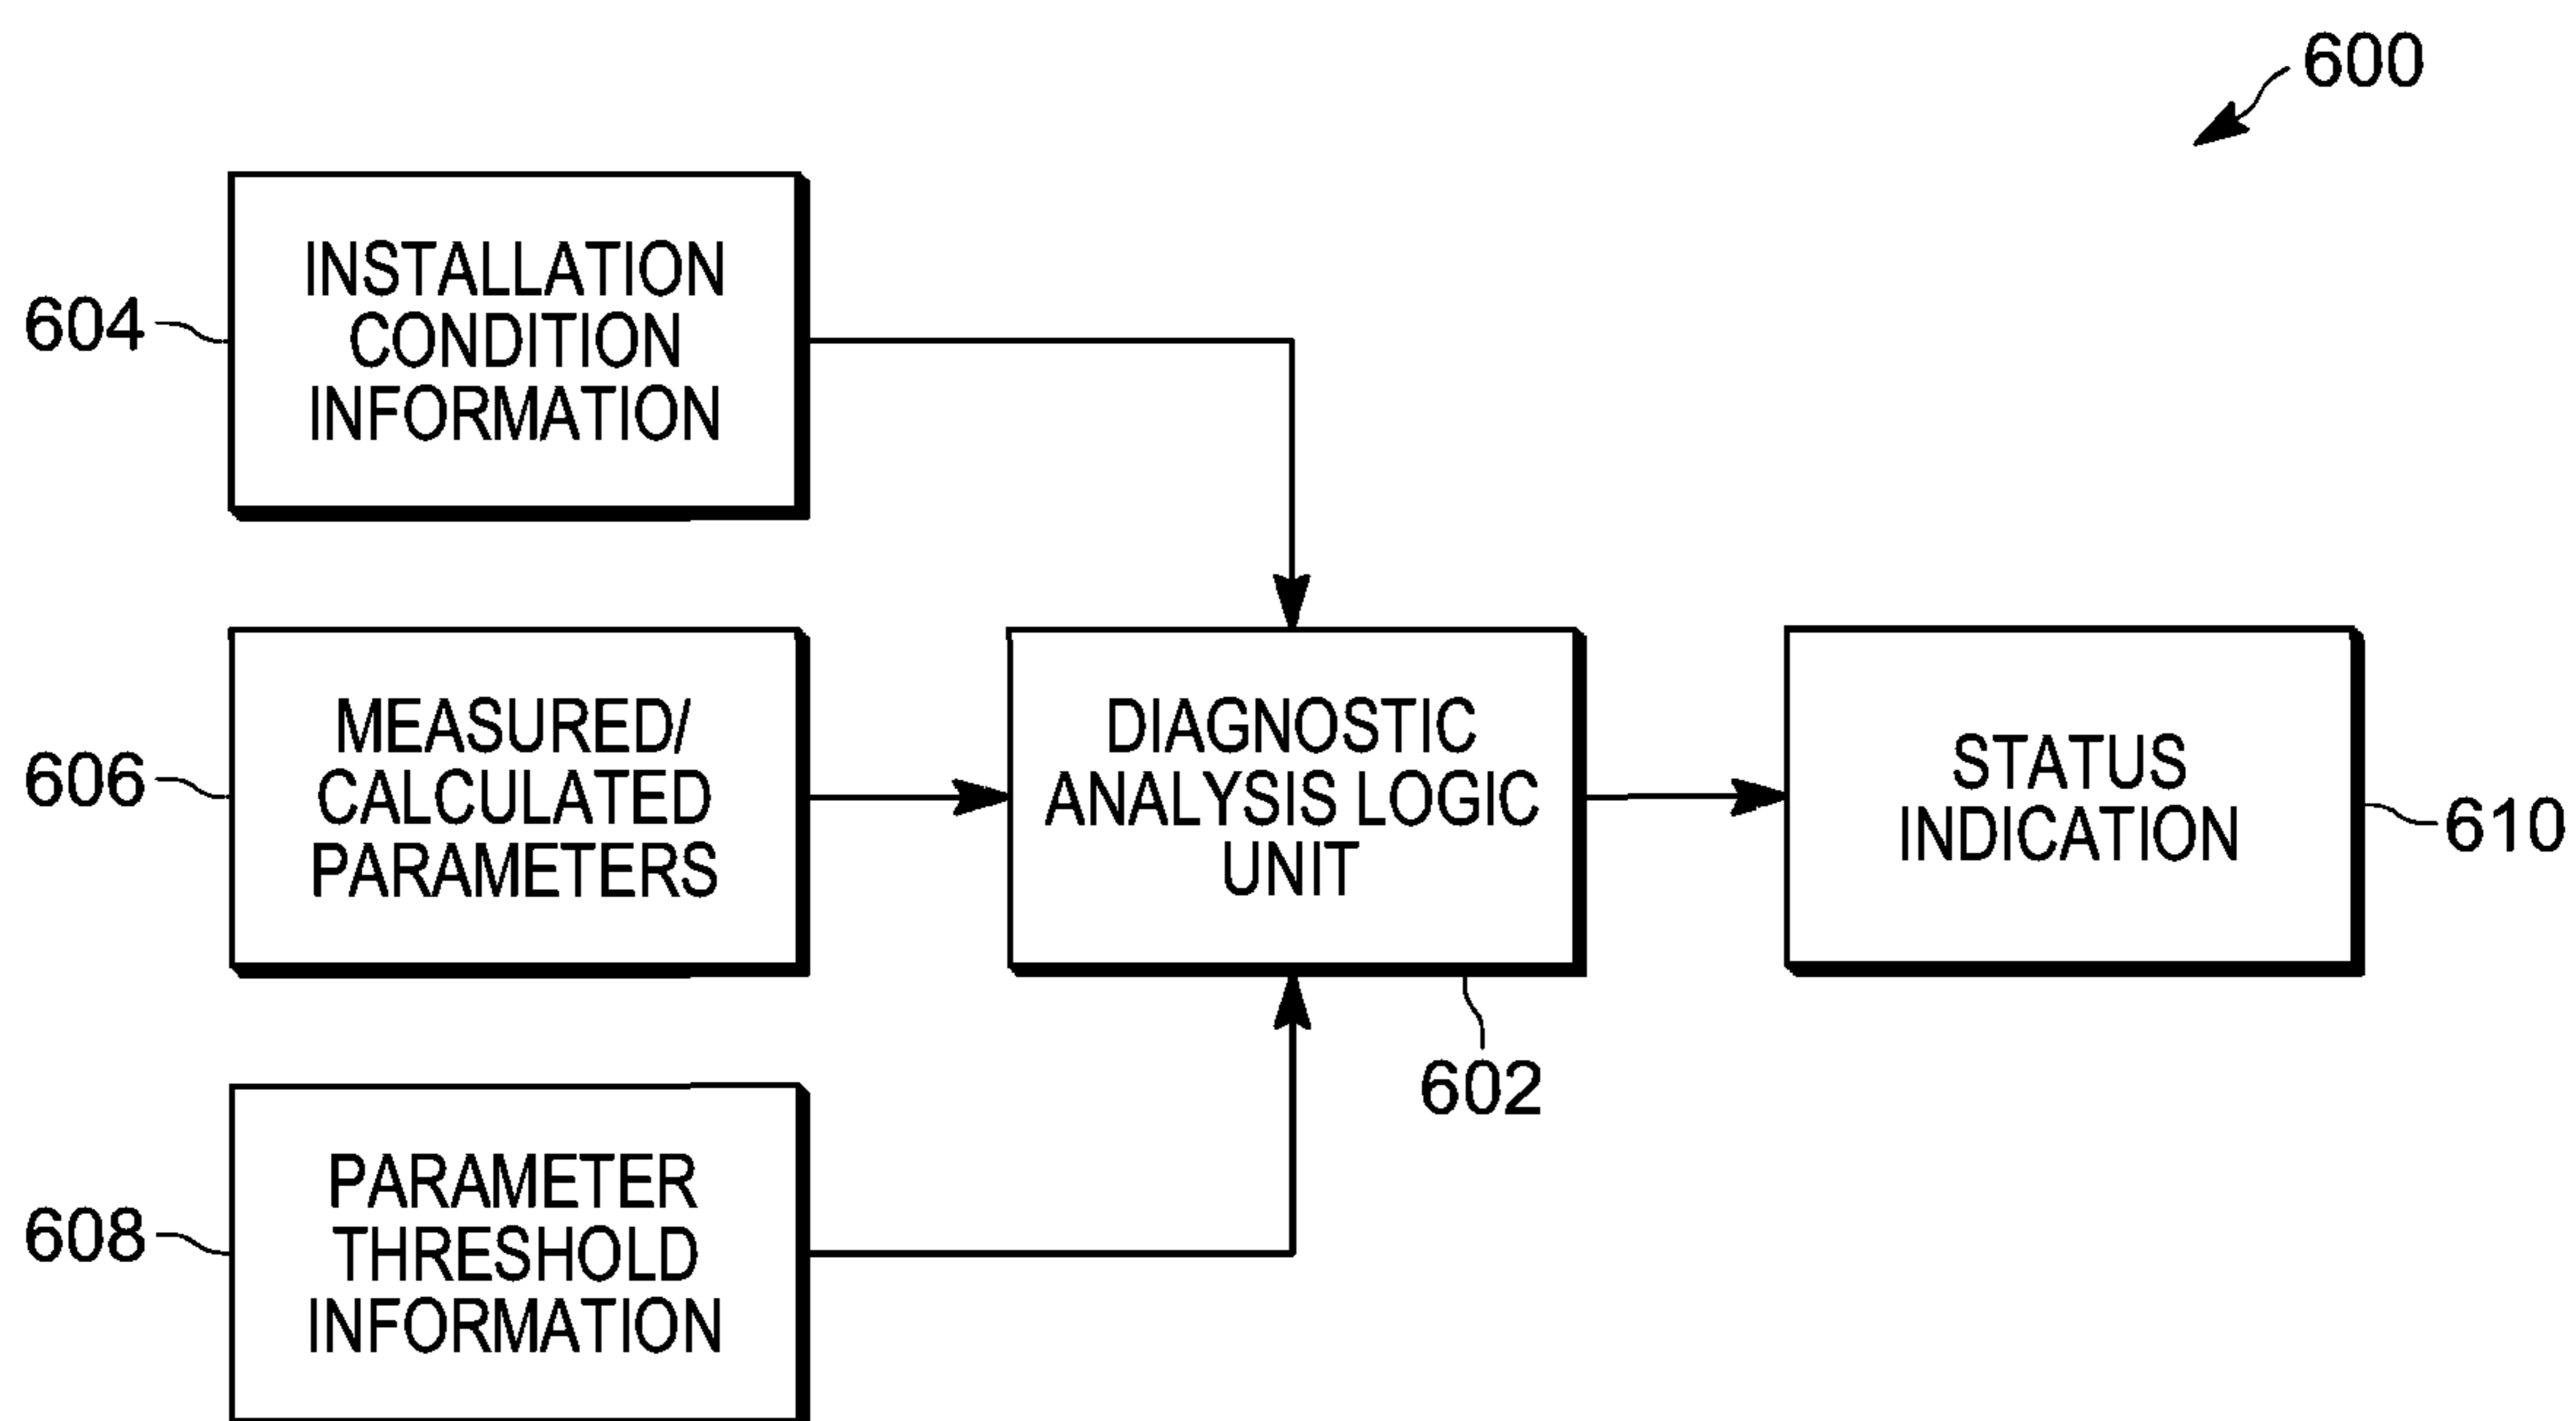 600
604
INSTALLATION
CONDITION
INFORMATION
606
MEASURED/
CALCULATED
PARAMETERS
DIAGNOSTIC
ANALYSIS LOGIC
UNIT
602
STATUS
INDICATION
610
608
PARAMETER
THRESHOLD
INFORMATION